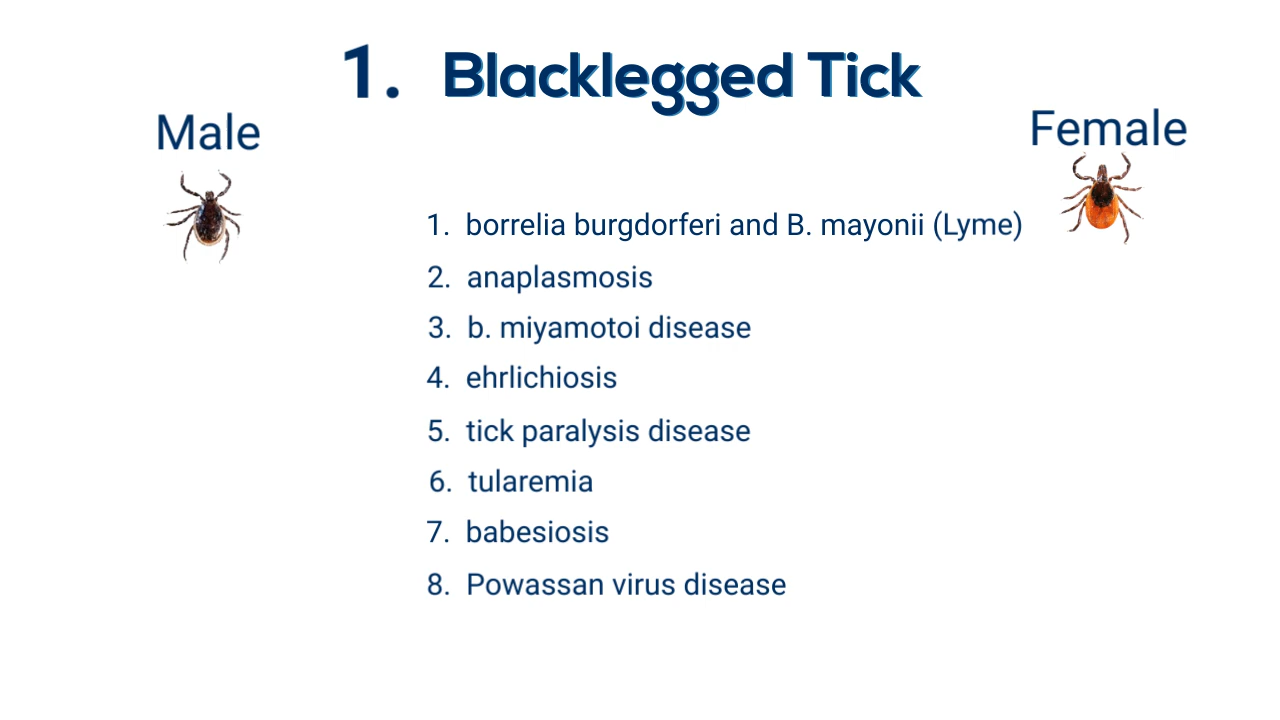 1. Blacklegged Tick
Male
Female
1. borrelia burgdorferi and B. mayonii (Lyme)
2. anaplasmosis
3. b. miyamotoi disease
4. ehrlichiosis
5. tick paralysis disease
6. tularemia
7. babesiosis
8. Powassan virus disease